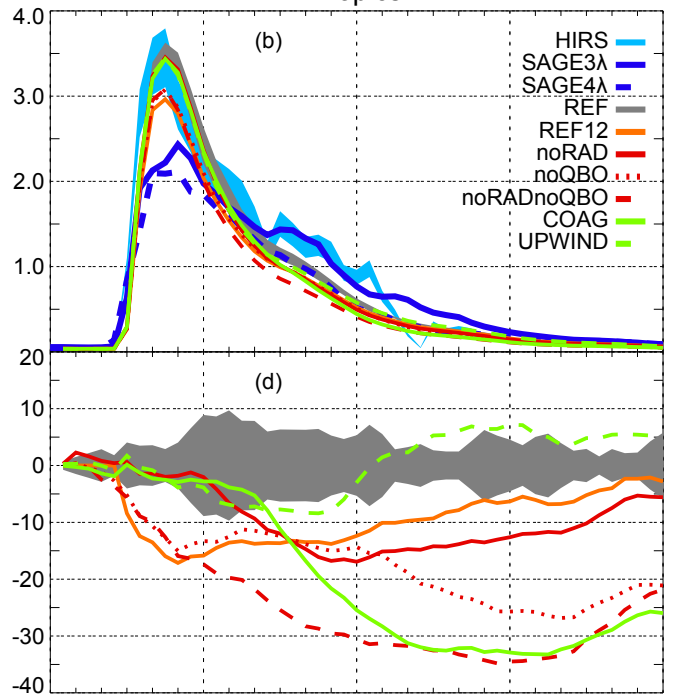 4.0
(b)
HIRS
SAGE3λ
SAGE4λ
REF
REF12
noRAD
noQBO
noRADnoQBO
COAG
UPWIND
3.0
2.0
1.0
20
(d)
10
0
-10
-20
-30
-40